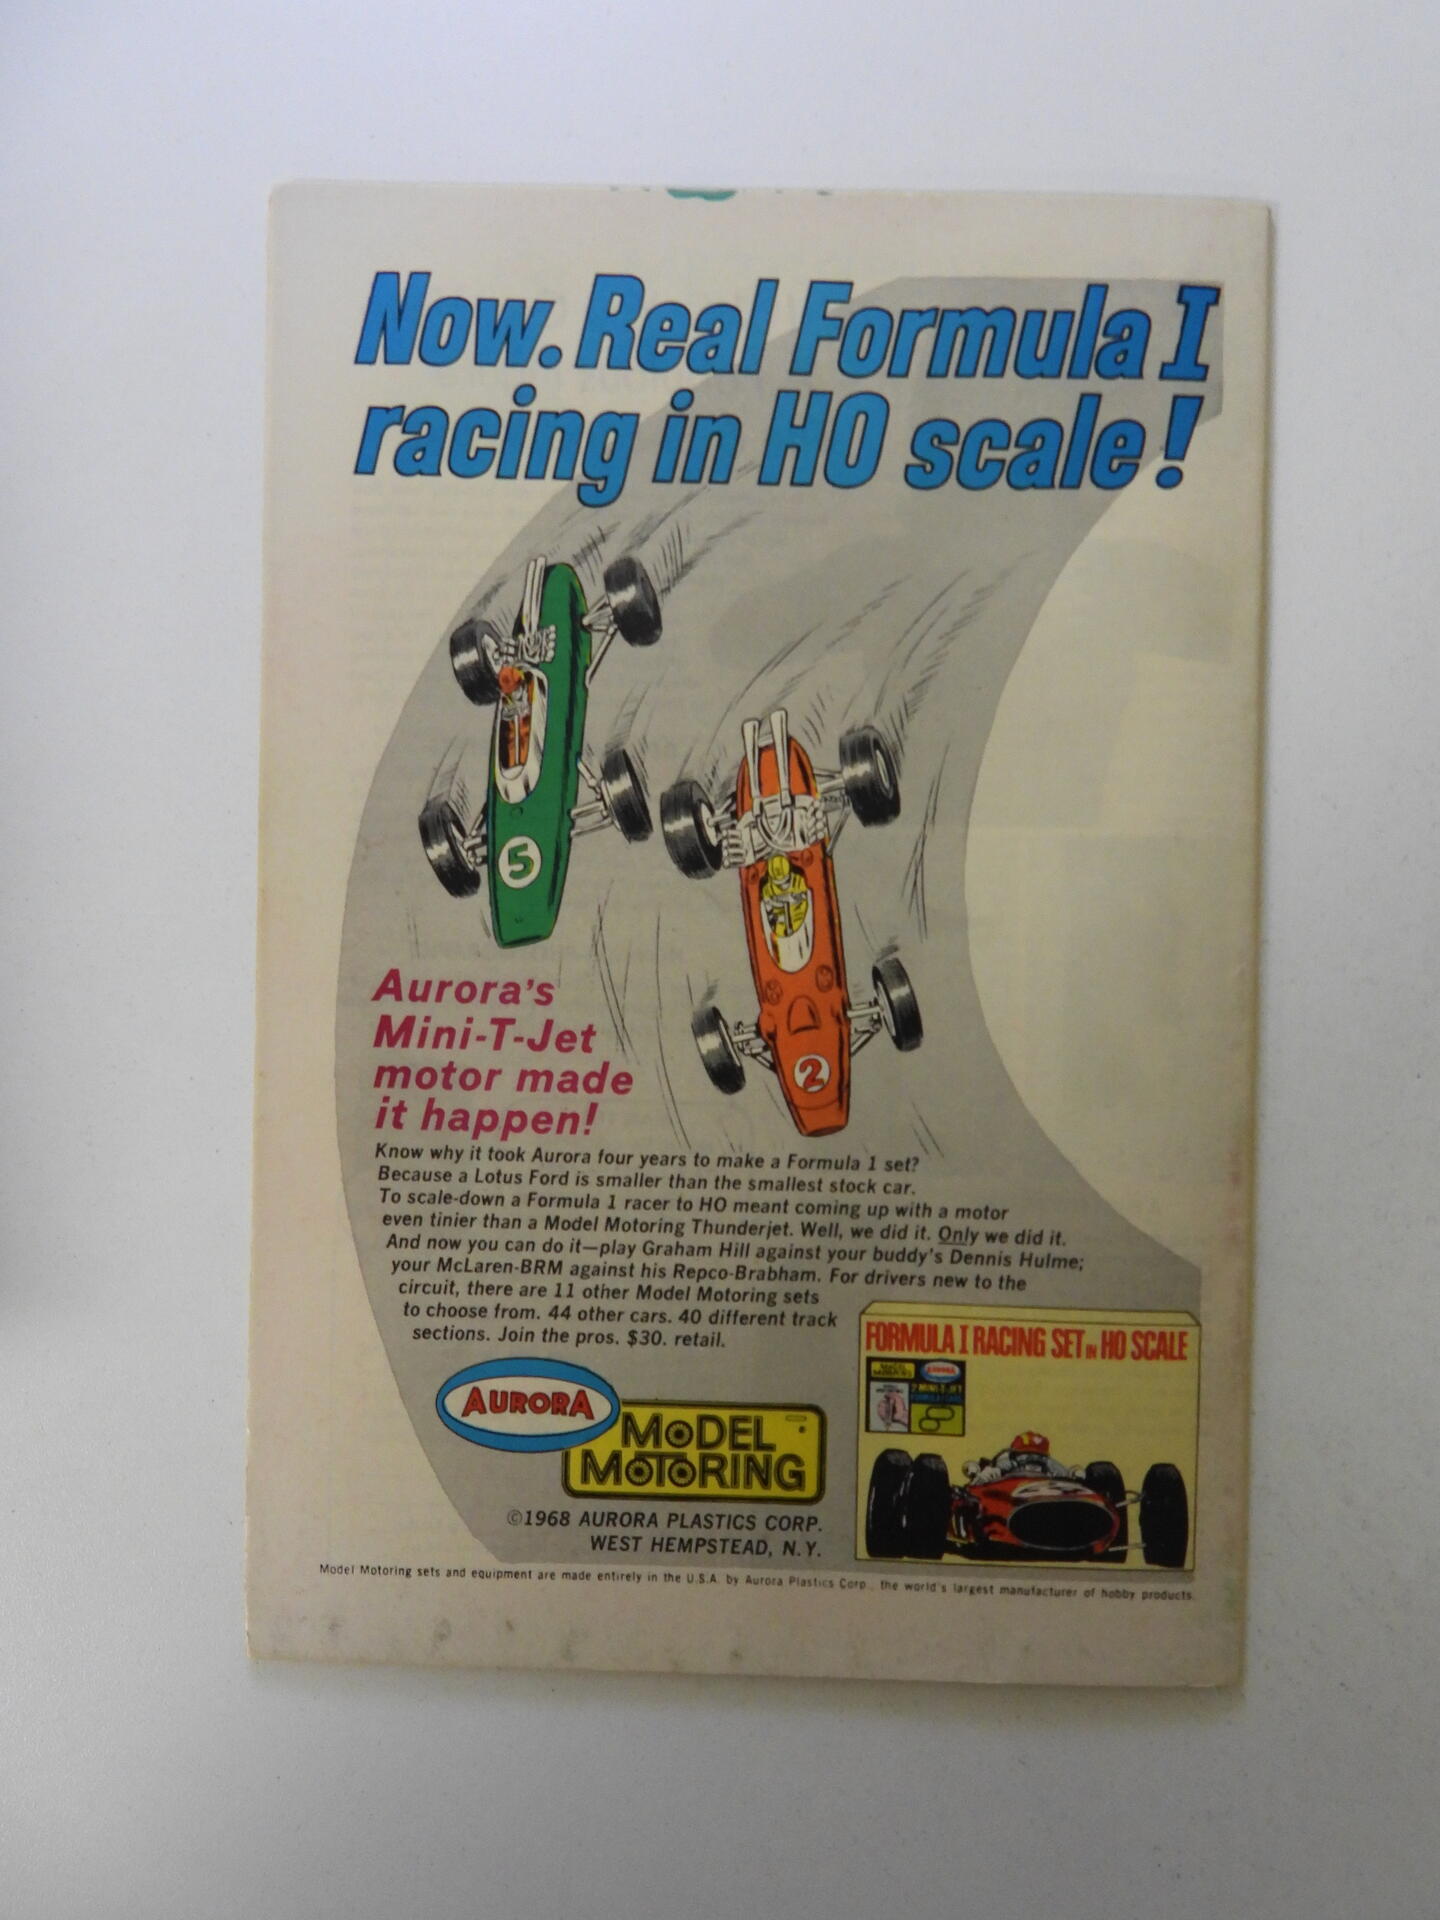 Now. Real Formula I
racing in HO scale!
5
2
Aurora's
Mini-T-Jet
motor made
it happen!
Know why it took Aurora four years to make a Formula 1 set?
Because a Lotus Ford is smaller than the smallest stock car.
To scale-down a Formula 1 racer to HO meant coming up with a motor
even tinier than a Model Motoring Thunderjet. Well, we did it. Only we did it.
And now you can do it—play Graham Hill against your buddy's Dennis Hulme;
your McLaren-BRM against his Repco-Brabham. For drivers new to the
circuit, there are 11 other Model Motoring sets
to choose from. 44 other cars. 40 different track
sections. Join the pros. $30. retail.
FORMULA I RACING SET IN HO SCALE
AURORA
MODEL
MOTORING
©1968 AURORA PLASTICS CORP.
WEST HEMPSTEAD, N.Y.
Model Motoring sets and equipment are made entirely in the U.S.A. by Aurora Plastics Corp., the world's largest manufacturer of hobby products.